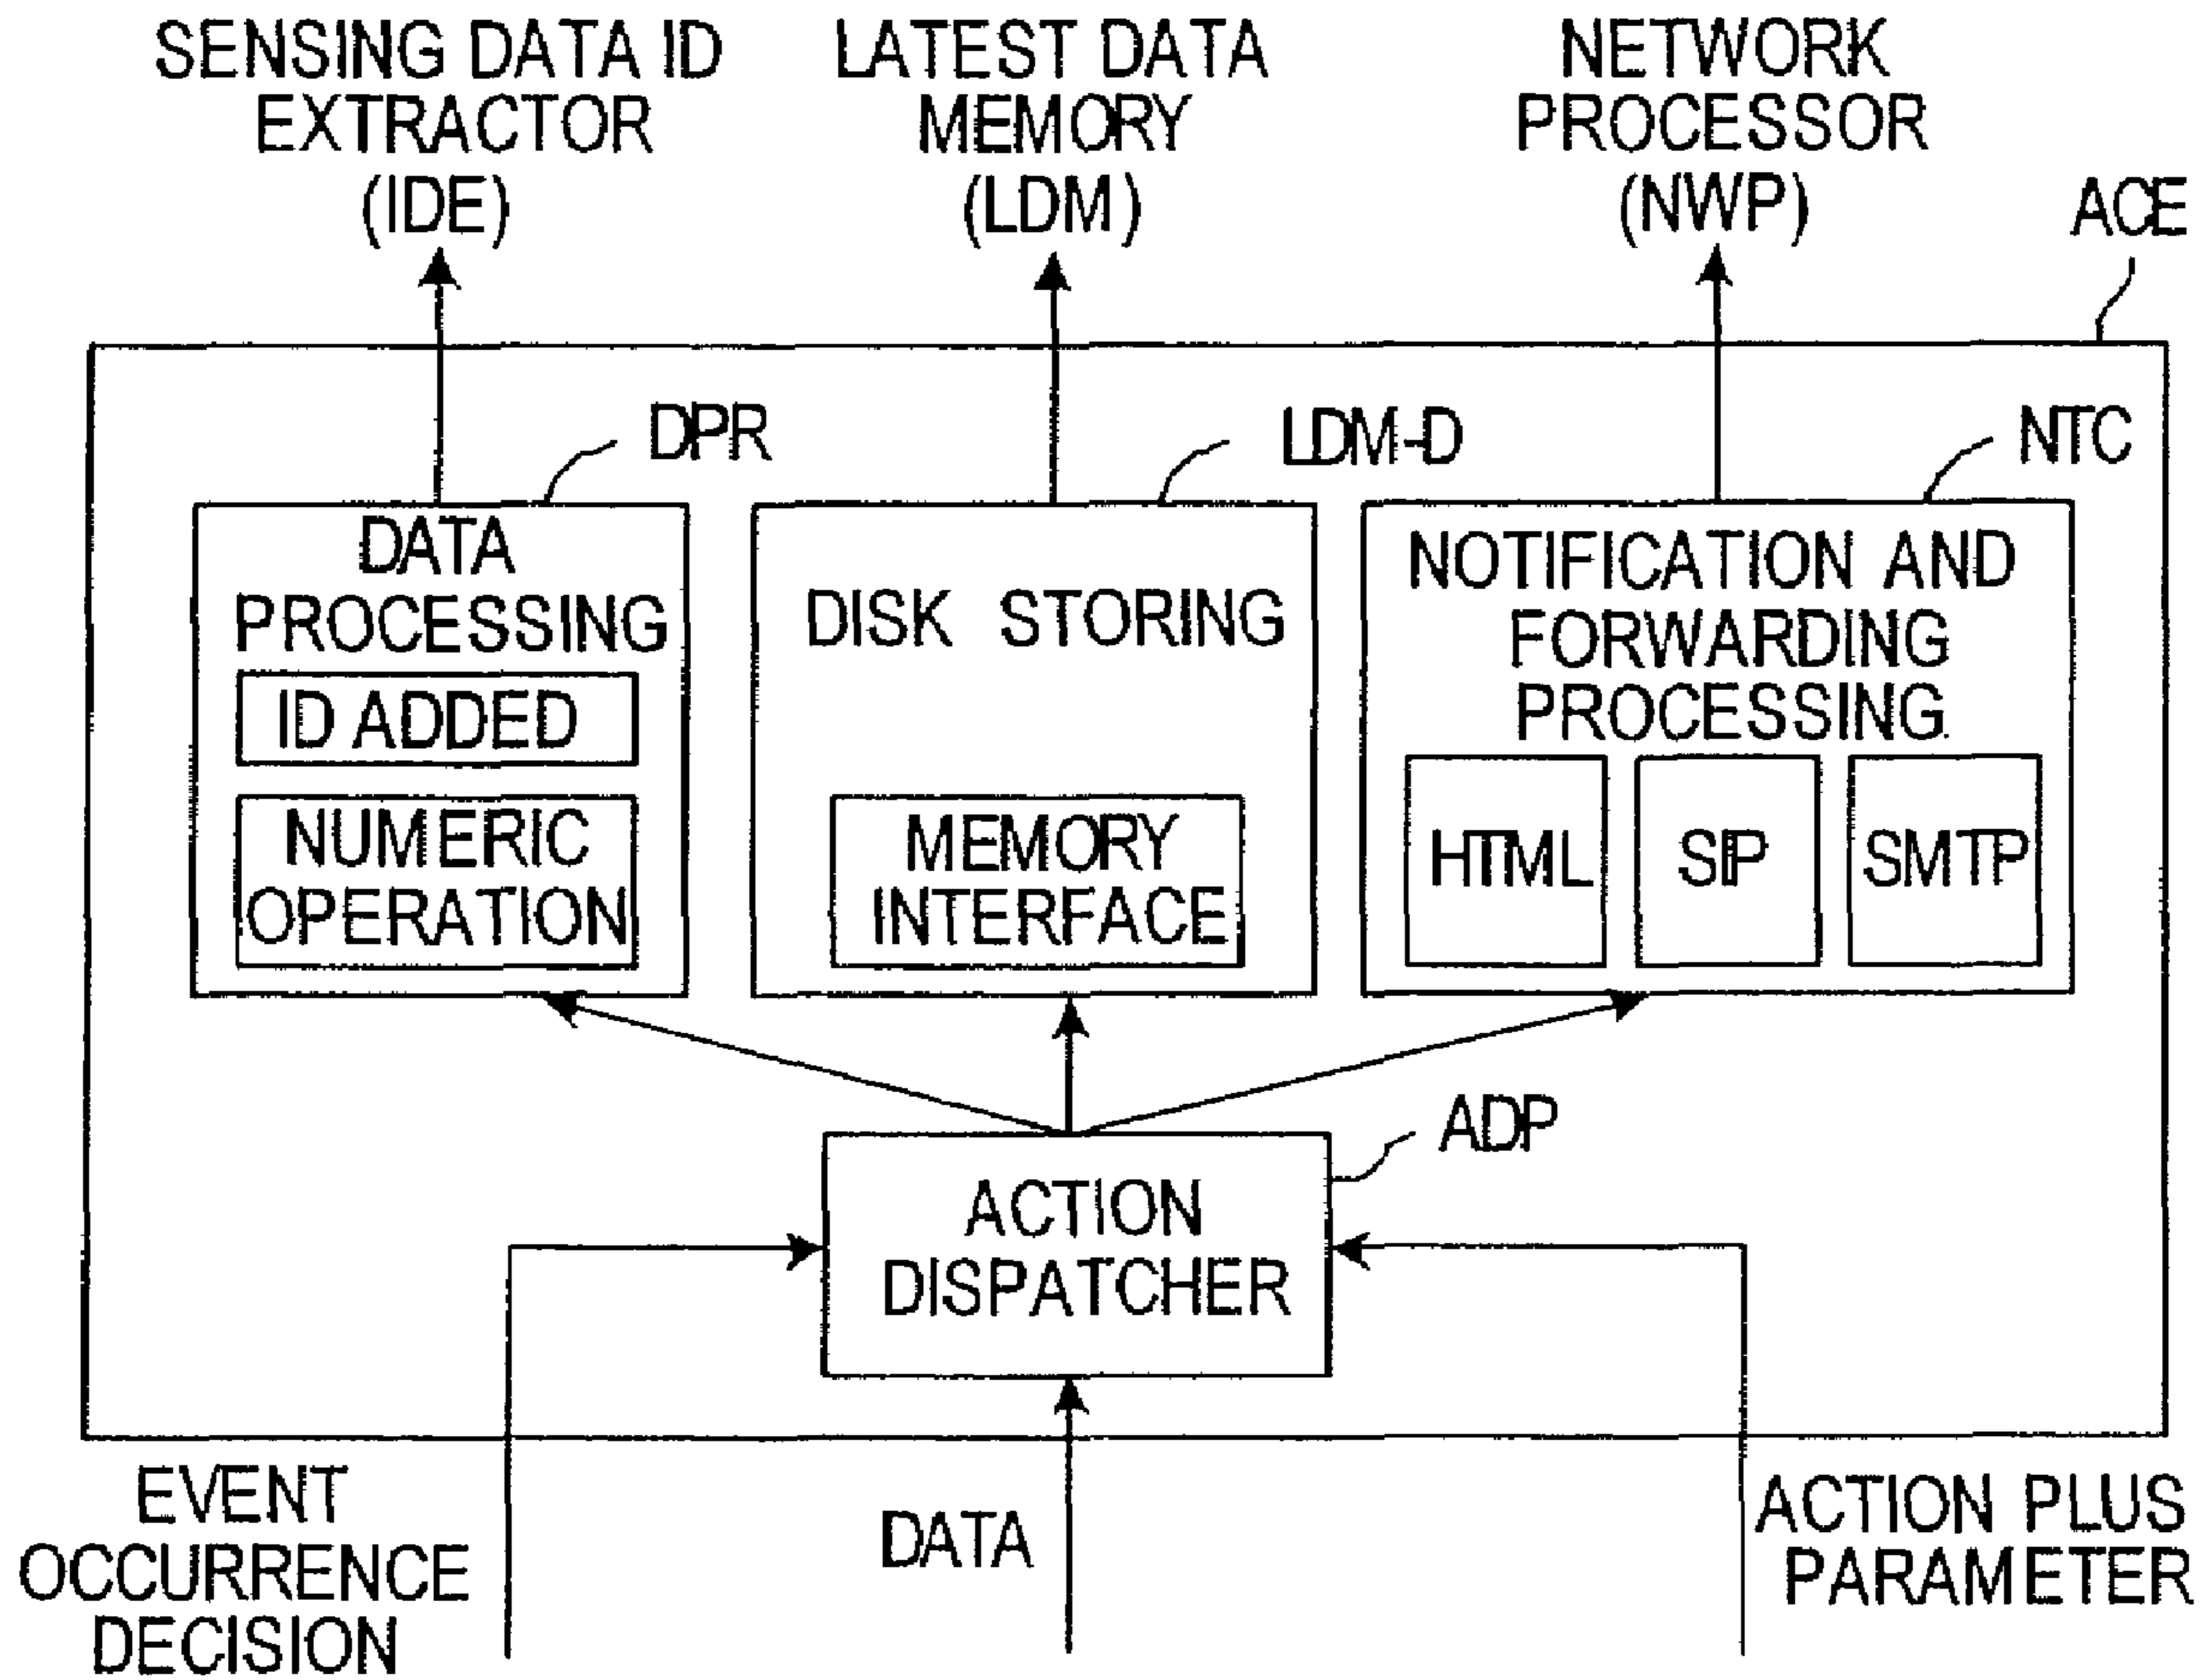 SENSING DATA ID
EXTRACTOR
(IDE)
LATEST DATA
MEMORY
(LDM)
NETWORK
PROCESSOR
(NWP)
ACE
DPR
LDM-D
NTC
DATA
PROCESSING
ID ADDED
NUMERIC
OPERATION
DISK STORING
MEMORY
INTERFACE
NOTIFICATION AND
FORWARDING
PROCESSING
HTML
SIP
SMTP
ADP
ACTION
DISPATCHER
EVENT
OCCURRENCE
DECISION
DATA
ACTION PLUS
PARAMETER